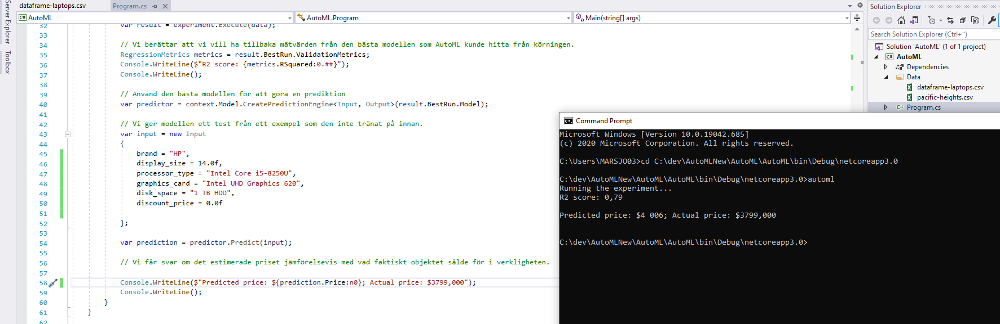 dataframe-laptops.csv
Program.cs
Server Explorer
Toolbox
C# AutoML
AutoML.Program
Main(string[] args)
32 var result = experiment.Execute(data);
33
34 // Vi berättar att vi vill ha tillbaka mätvärden från den bästa modellen som AutoML kunde hitta från körningen.
35 RegressionMetrics metrics = result.BestRun.ValidationMetrics;
36 Console.WriteLine($"R2 score: {metrics.RSquared:0.##}");
37 Console.WriteLine();
38
39 // Använd den bästa modellen för att göra en prediktion
40 var predictor = context.Model.CreatePredictionEngine<Input, Output>(result.BestRun.Model);
41
42 // Vi ger modellen ett test från ett exempel som den inte tränat på innan.
43 var input = new Input
44 {
45 brand = "HP",
46 display_size = 14.0f,
47 processor_type = "Intel Core i5-8250U",
48 graphics_card = "Intel UHD Graphics 620",
49 disk_space = "1 TB HDD",
50 discount_price = 0.0f
51
52 };
53
54 var prediction = predictor.Predict(input);
55
56 // Vi får svar om det estimerade priset jämförelsevis med vad faktiskt objektet sålde för i verkligheten.
57
58 Console.WriteLine($"Predicted price: ${prediction.Price:n0}; Actual price: $3799,000");
59 Console.WriteLine();
60 }
61 }
62
Solution Explorer
Search Solution Explorer (Ctrl+¨)
Solution 'AutoML' (1 of 1 project)
C# AutoML
Dependencies
Data
dataframe-laptops.csv
pacific-heights.csv
C# Program.cs
Command Prompt
Microsoft Windows [Version 10.0.19042.685]
(c) 2020 Microsoft Corporation. All rights reserved.
C:\Users\MARSJO03>cd C:\dev\AutoMLNew\AutoML\AutoML\bin\Debug\netcoreapp3.0
C:\dev\AutoMLNew\AutoML\AutoML\bin\Debug\netcoreapp3.0>automl
Running the experiment...
R2 score: 0,79
Predicted price: $4 006; Actual price: $3799,000
C:\dev\AutoMLNew\AutoML\AutoML\bin\Debug\netcoreapp3.0>